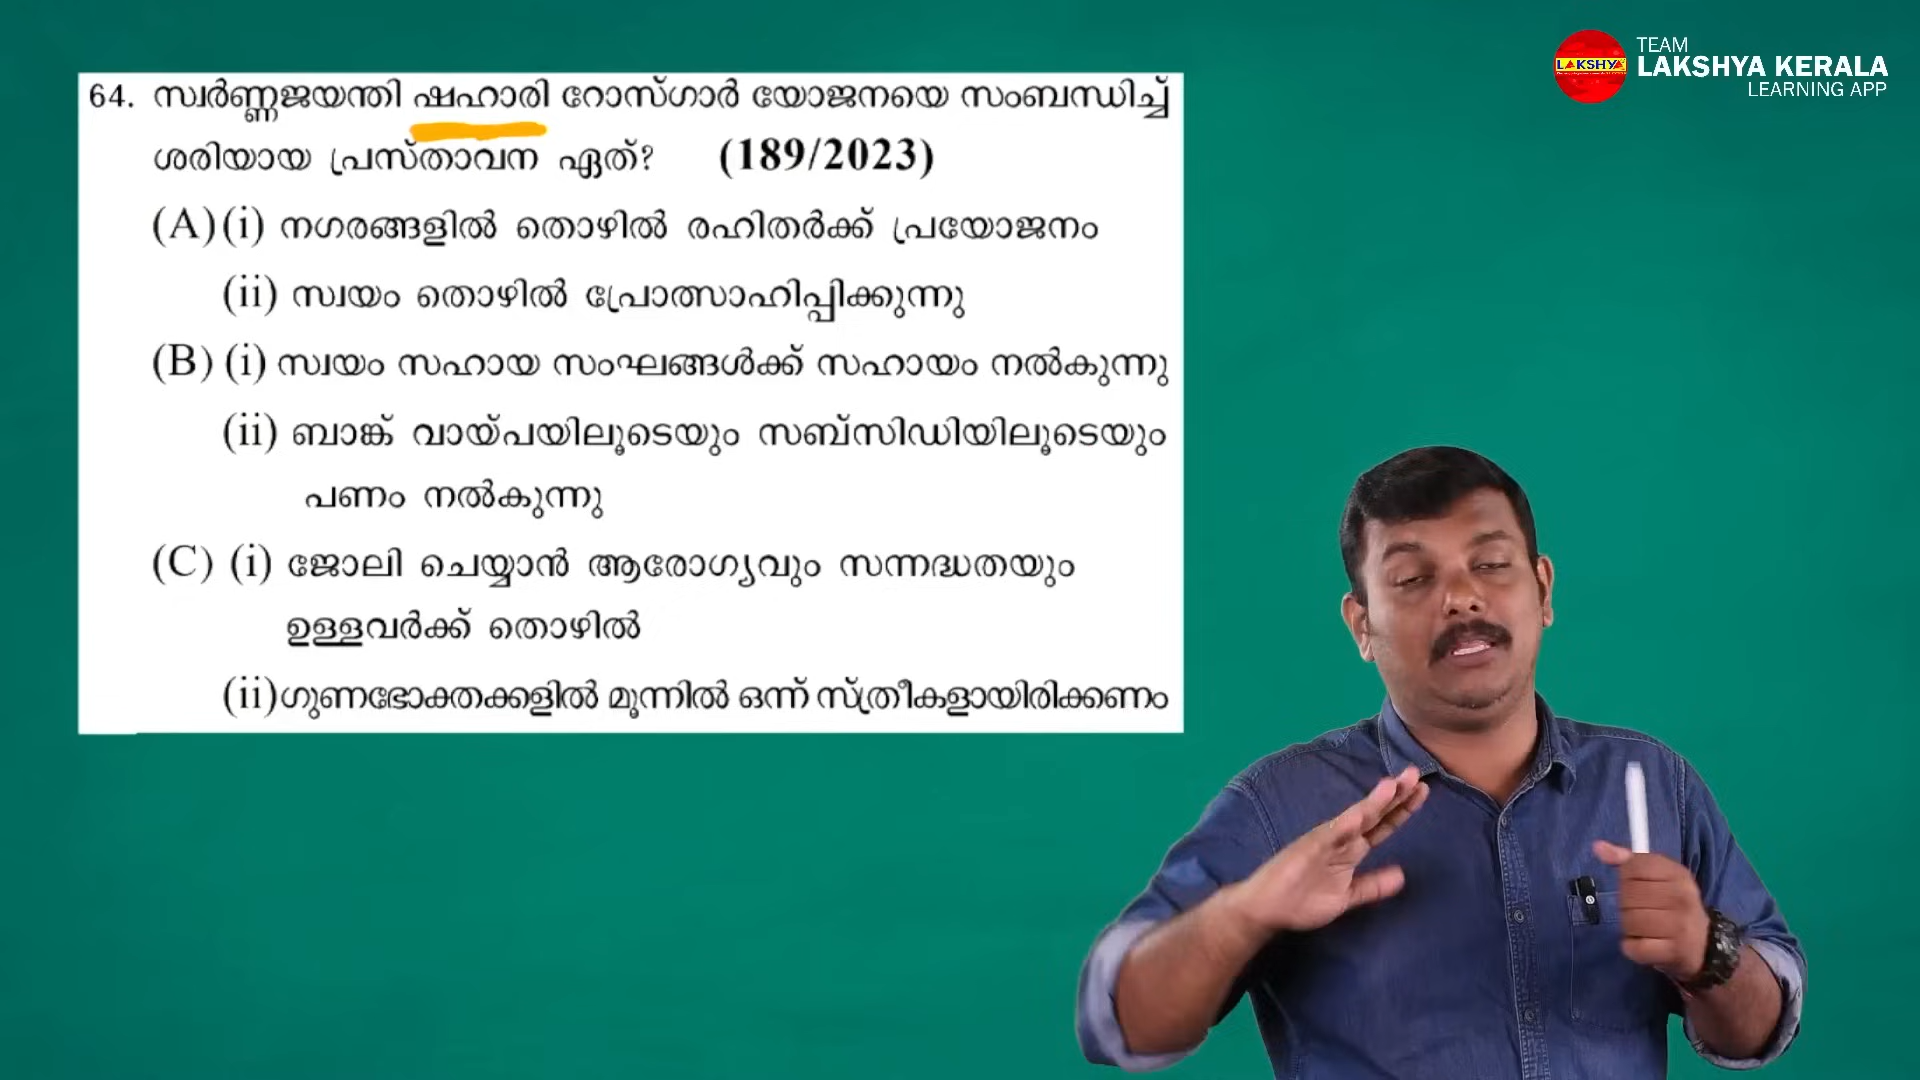 TEAM
LAKSHYA KERALA
LEARNING APP
LAKSHYA
64. സ്വർണ്ണജയന്തി ഷഹാരി റോസ്ഗാർ യോജനയെ സംബന്ധിച്ച്
ശരിയായ പ്രസ്താവന ഏത്? (189/2023)
(A) (i) നഗരങ്ങളിൽ തൊഴിൽ രഹിതർക്ക് പ്രയോജനം
(ii) സ്വയം തൊഴിൽ പ്രോത്സാഹിപ്പിക്കുന്നു
(B) (i) സ്വയം സഹായ സംഘങ്ങൾക്ക് സഹായം നൽകുന്നു
(ii) ബാങ്ക് വായ്പയിലൂടെയും സബ്സിഡിയിലൂടെയും
പണം നൽകുന്നു
(C) (i) ജോലി ചെയ്യാൻ ആരോഗ്യവും സന്നദ്ധതയും
ഉള്ളവർക്ക് തൊഴിൽ
(ii) ഗുണഭോക്തക്കളിൽ മൂന്നിൽ ഒന്ന് സ്ത്രീകളായിരിക്കണം